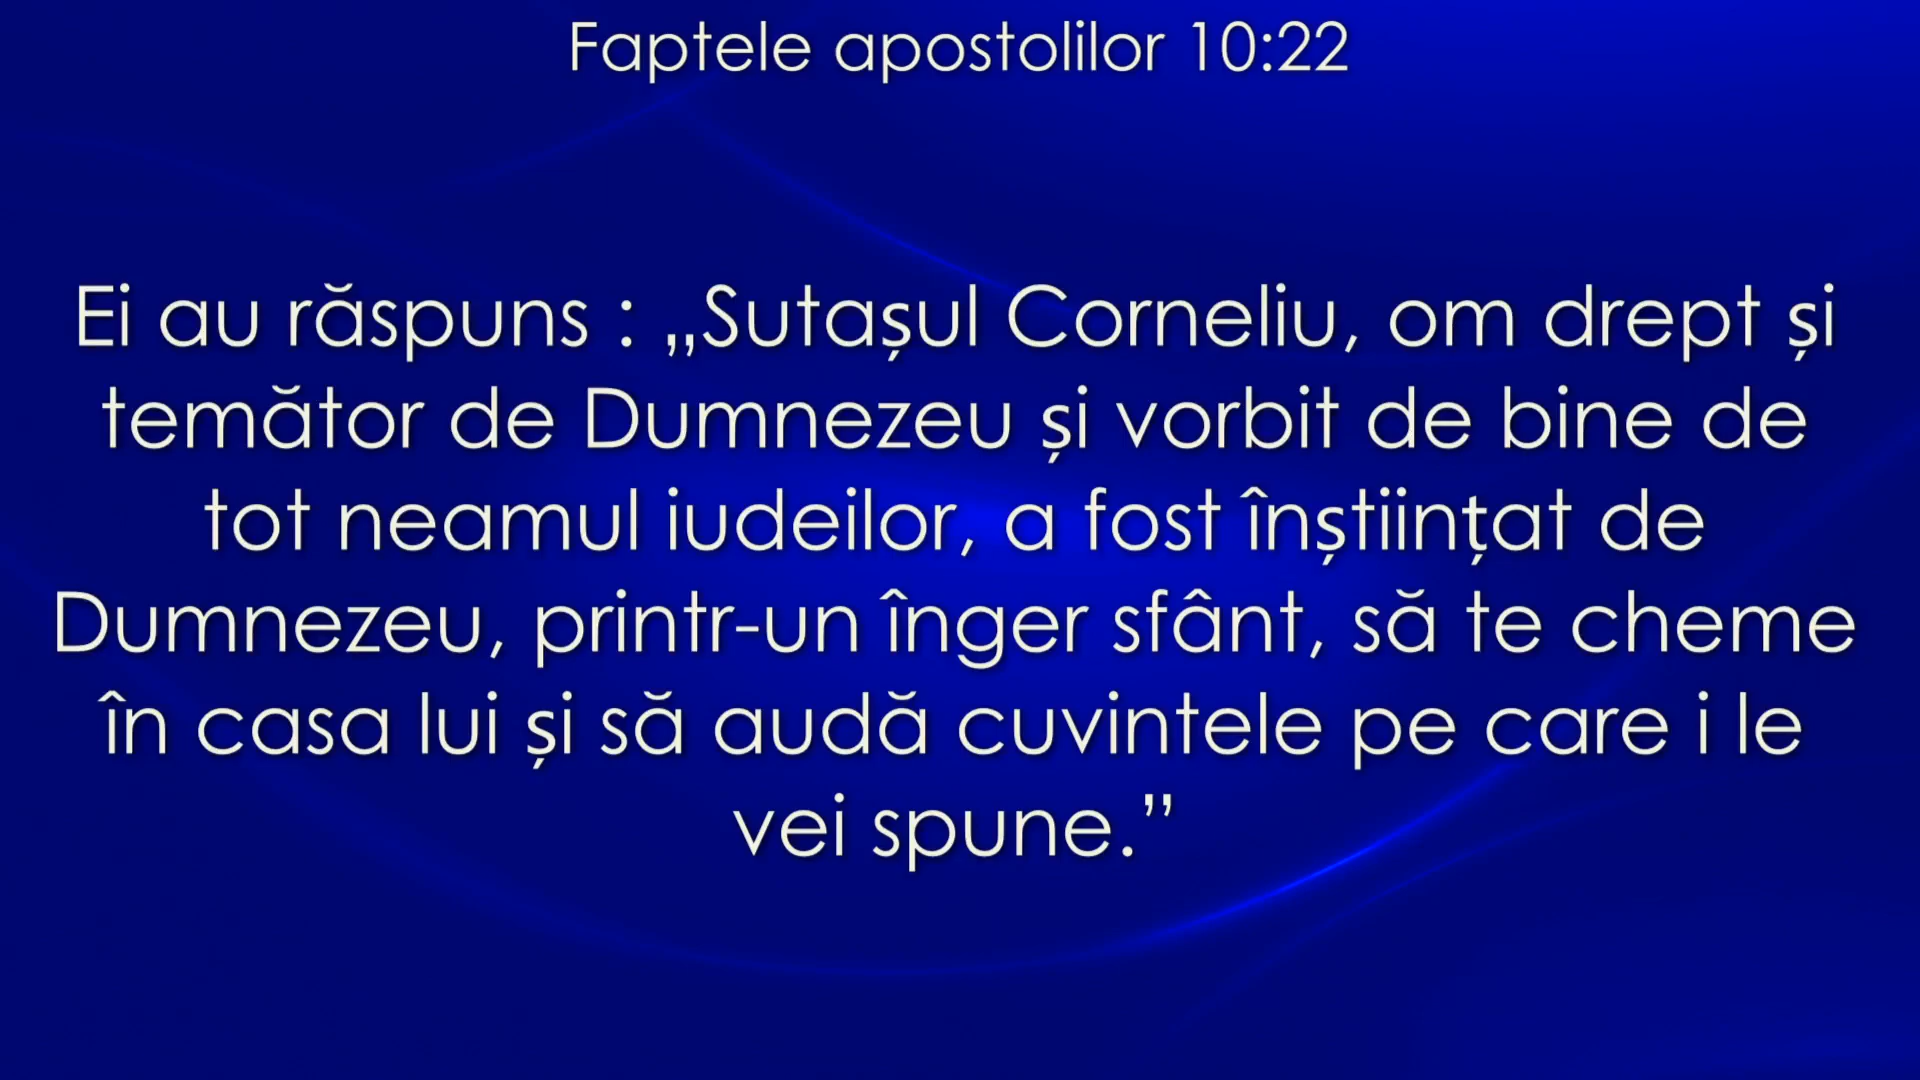 Faptele apostolilor 10:22
Ei au răspuns : „Sutașul Corneliu, om drept și
temător de Dumnezeu și vorbit de bine de
tot neamul iudeilor, a fost înștiințat de
Dumnezeu, printr-un înger sfânt, să te cheme
în casa lui și să audă cuvintele pe care i le
vei spune.”